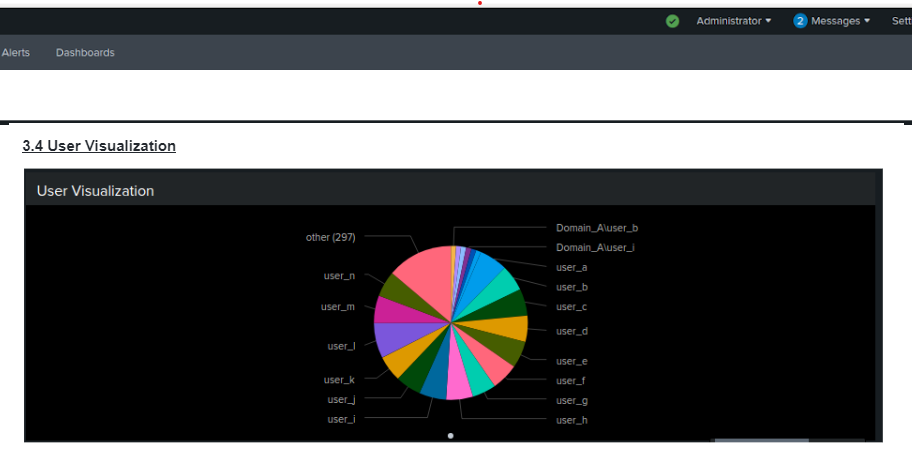 Administrator 2 Messages Sett
Alerts Dashboards
3.4 User Visualization
User Visualization
other (297)
user_n
user_m
user_l
user_k
user_j
user_i
Domain_A\user_b
Domain_A\user_i
user_a
user_b
user_c
user_d
user_e
user_f
user_g
user_h